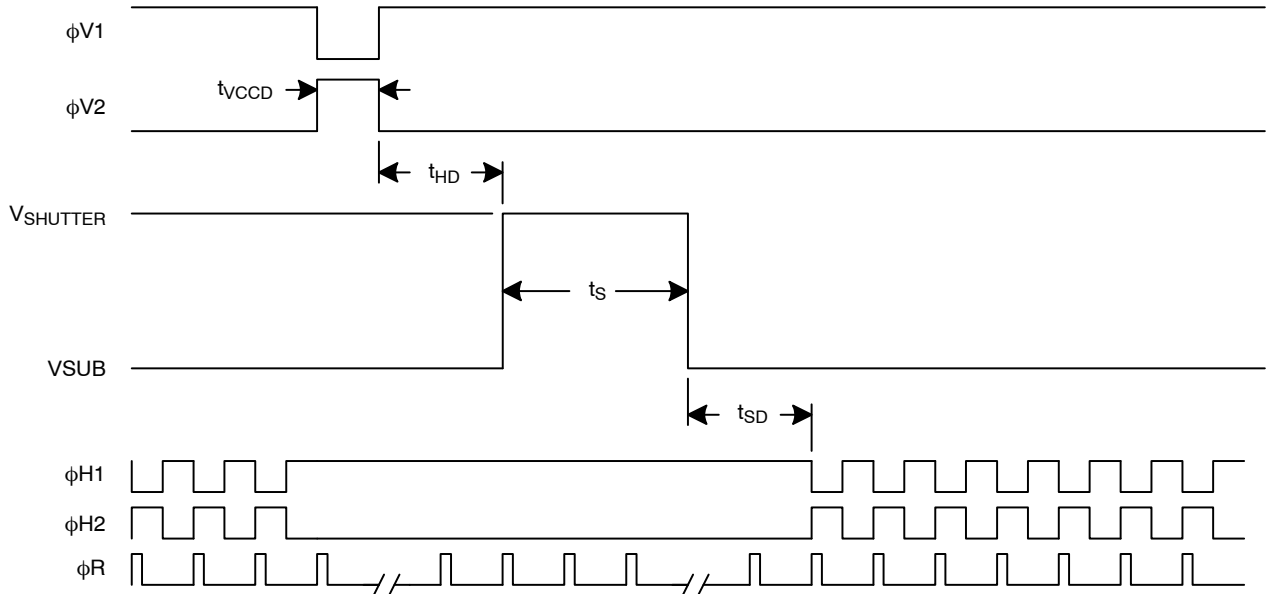 ϕV1
tVCCD
ϕV2
tHD
VSHUTTER
tS
VSUB
tSD
ϕH1
ϕH2
ϕR